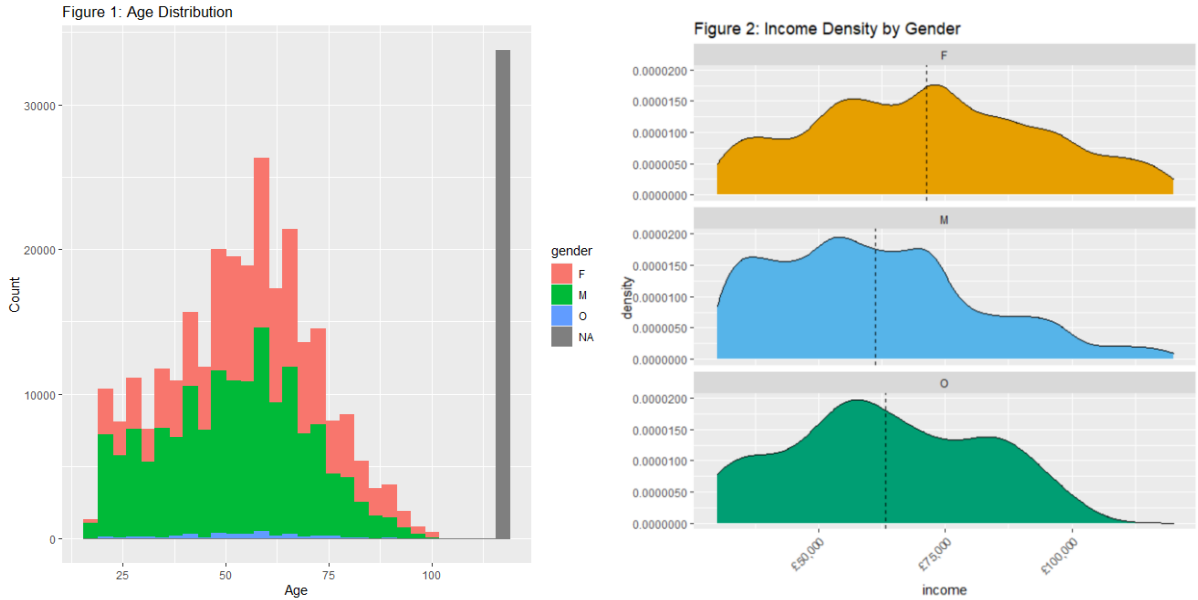 Figure 1: Age Distribution
30000
20000
10000
0
Count
25
50
75
100
Age
gender
F
M
O
NA
Figure 2: Income Density by Gender
F
0.0000200
0.0000150
0.0000100
0.0000050
0.0000000
M
0.0000200
0.0000150
0.0000100
0.0000050
0.0000000
density
O
0.0000200
0.0000150
0.0000100
0.0000050
0.0000000
£50,000
£75,000
£100,000
income